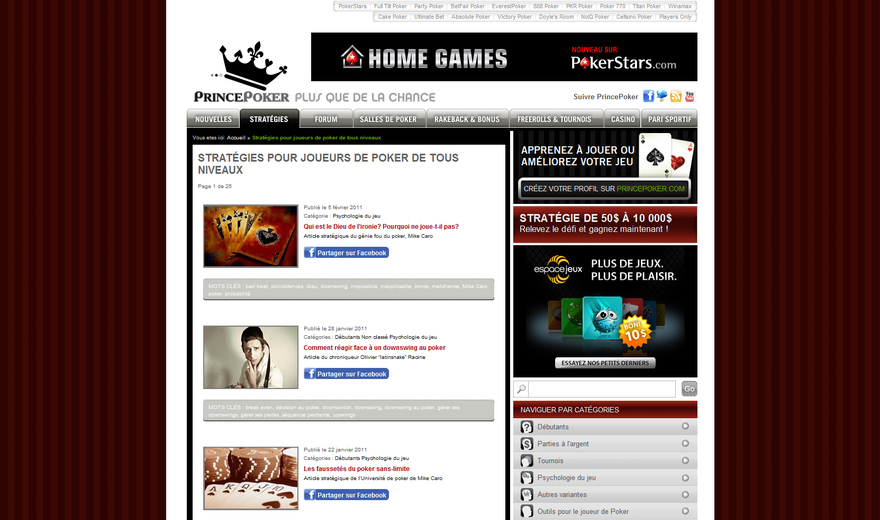 PokerStars Full Tilt Poker Party Poker BetFair Poker EverestPoker 888 Poker PKR Poker Poker 770 Titan Poker Winamax
Cake Poker Ultimate Bet Absolute Poker Victory Poker Doyle's Room NoIQ Poker Cellsino Poker Players Only
HOME GAMES
NOUVEAU SUR
PokerStars.com
PRINCEPOKER PLUS QUE DE LA CHANCE
Suivre PrincePoker
NOUVELLES STRATÉGIES FORUM SALLES DE POKER RAKEBACK & BONUS FREEROLLS & TOURNOIS CASINO PARI SPORTIF
Vous etes ici: Accueil » Stratégies pour joueurs de poker de tous niveaux
STRATÉGIES POUR JOUEURS DE POKER DE TOUS
NIVEAUX
Page 1 de 25
Publié le 6 février 2011
Catégorie : Psychologie du jeu
Qui est le Dieu de l'ironie? Pourquoi ne joue-t-il pas?
Article stratégique du génie fou du poker, Mike Caro
Partager sur Facebook
MOTS CLÉS : bad beat, coincidences, dieu, downswing, impossible, inexplicable, ironie, malchance, Mike Caro,
poker, probabilité
Publié le 28 janvier 2011
Catégories : Débutants Non classé Psychologie du jeu
Comment réagir face à un downswing au poker
Article du chroniqueur Olivier "latinsnake" Racine
Partager sur Facebook
MOTS CLÉS : break even, décision au poker, doomswitch, downswing, downswing au poker, gérer ses
downswings, gérer ses pertes, séquence perdante, upswings
Publié le 22 janvier 2011
Catégories : Débutants Psychologie du jeu
Les faussetés du poker sans-limite
Article stratégique de l'Université de poker de Mike Caro
Partager sur Facebook
APPRENEZ À JOUER OU
AMÉLIOREZ VOTRE JEU
CRÉEZ VOTRE PROFIL SUR PRINCEPOKER.COM
STRATÉGIE DE 50$ À 10 000$
Relevez le défi et gagnez maintenant !
espacejeux
PLUS DE JEUX.
PLUS DE PLAISIR.
BONI
10$
ESSAYEZ NOS PETITS DERNIERS
Go
NAVIGUER PAR CATÉGORIES
Débutants
Parties à l'argent
Tournois
Psychologie du jeu
Autres variantes
Outils pour le joueur de Poker